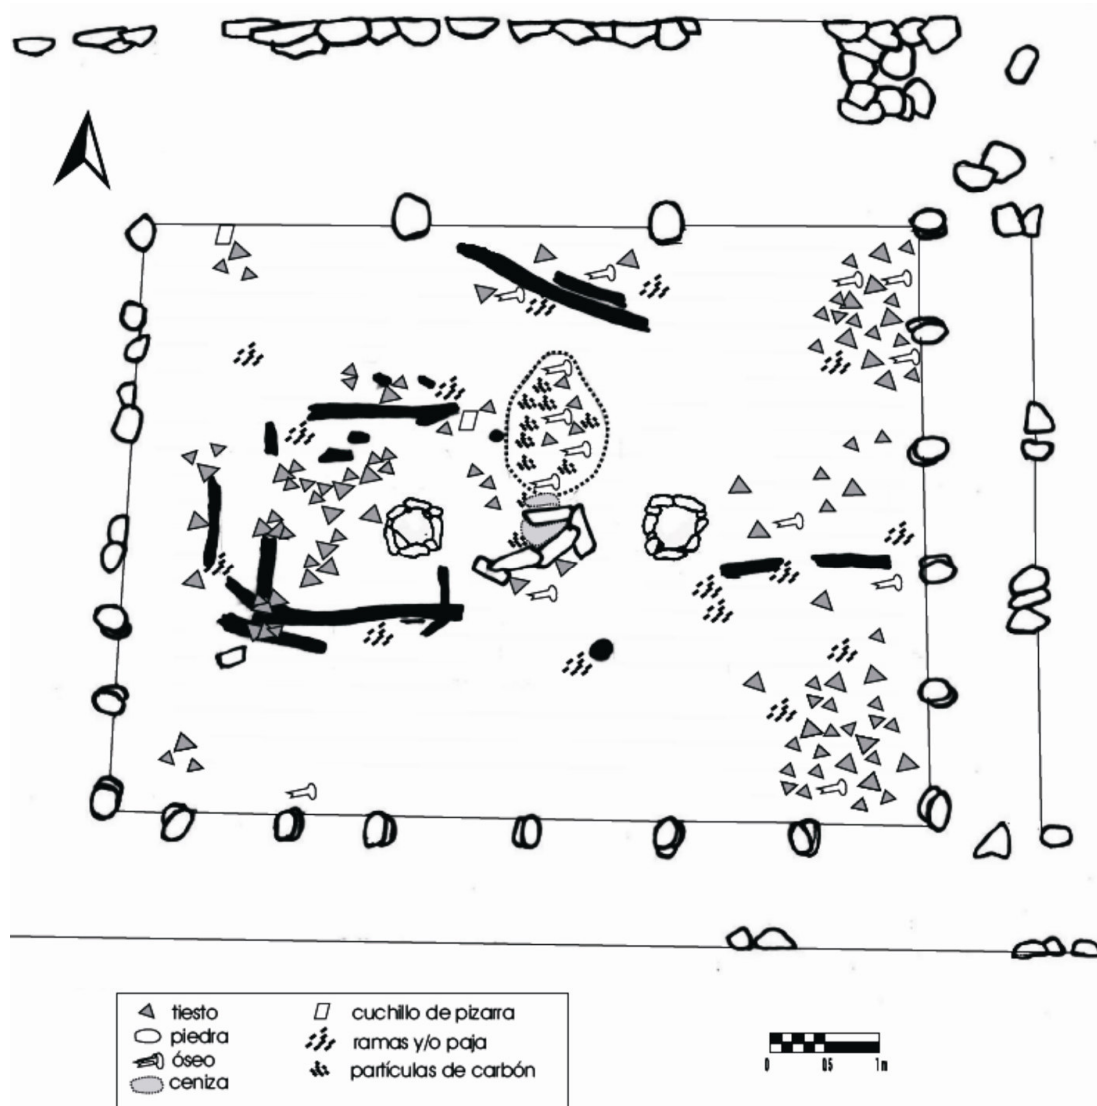 tiesto
piedra
óseo
ceniza
cuchillo de pizarra
ramas y/o paja
partículas de carbón
0 05 1m